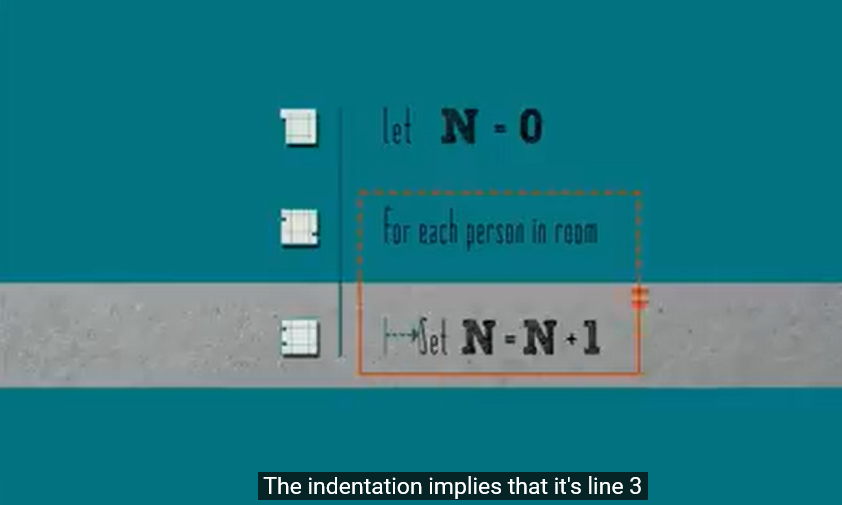 let N = 0
For each person in room
Set N = N + 1
The indentation implies that it's line 3